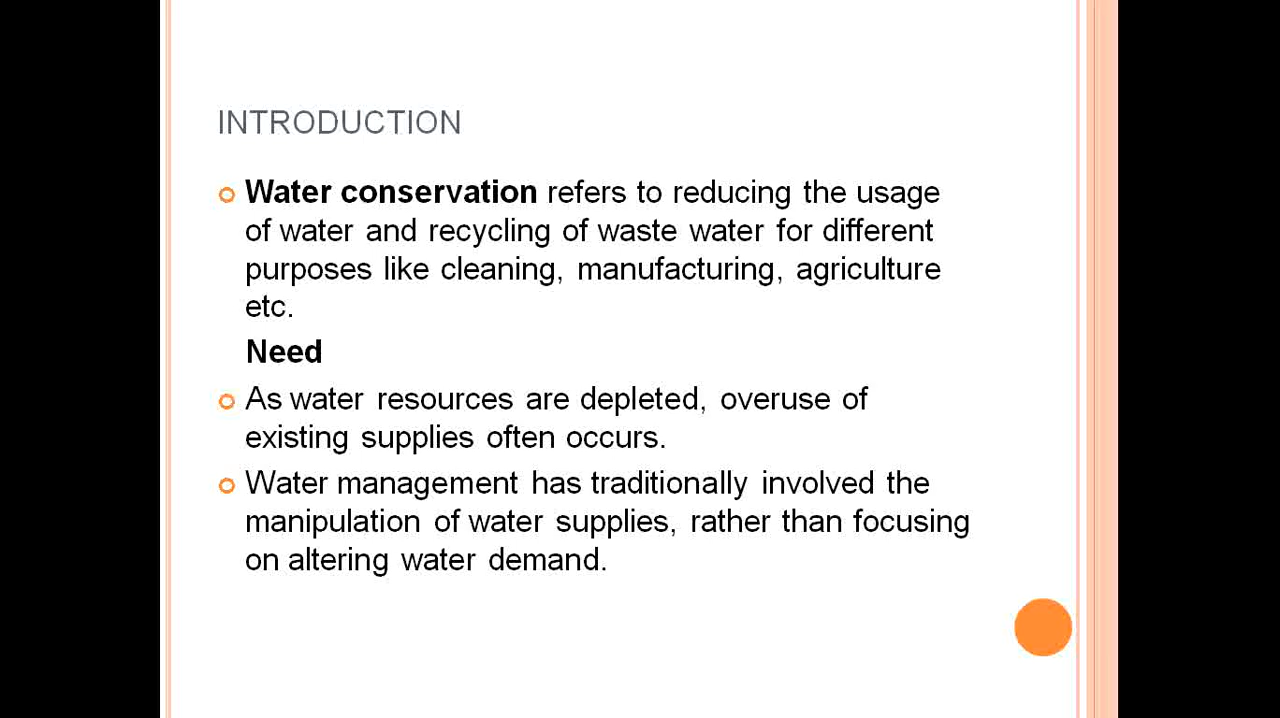 INTRODUCTION
Water conservation refers to reducing the usage
of water and recycling of waste water for different
purposes like cleaning, manufacturing, agriculture
etc.
Need
As water resources are depleted, overuse of
existing supplies often occurs.
Water management has traditionally involved the
manipulation of water supplies, rather than focusing
on altering water demand.